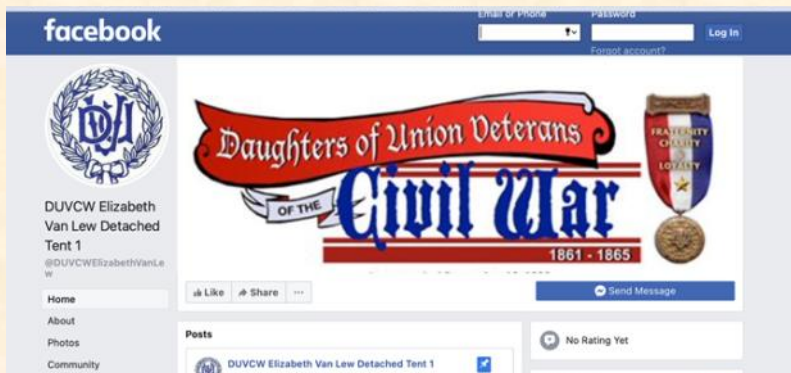 facebook
Email or Phone
Password
Log In
Forgot account?
DUVCW Elizabeth
Van Lew Detached
Tent 1
@DUVCWElizabethVanLe
w
Home
About
Photos
Community
Daughters of Union Veterans
OF THE
Civil War
1861 - 1865
FRATERNITY
CHARITY
LOYALTY
Like
Share
...
Send Message
Posts
DUVCW Elizabeth Van Lew Detached Tent 1
No Rating Yet